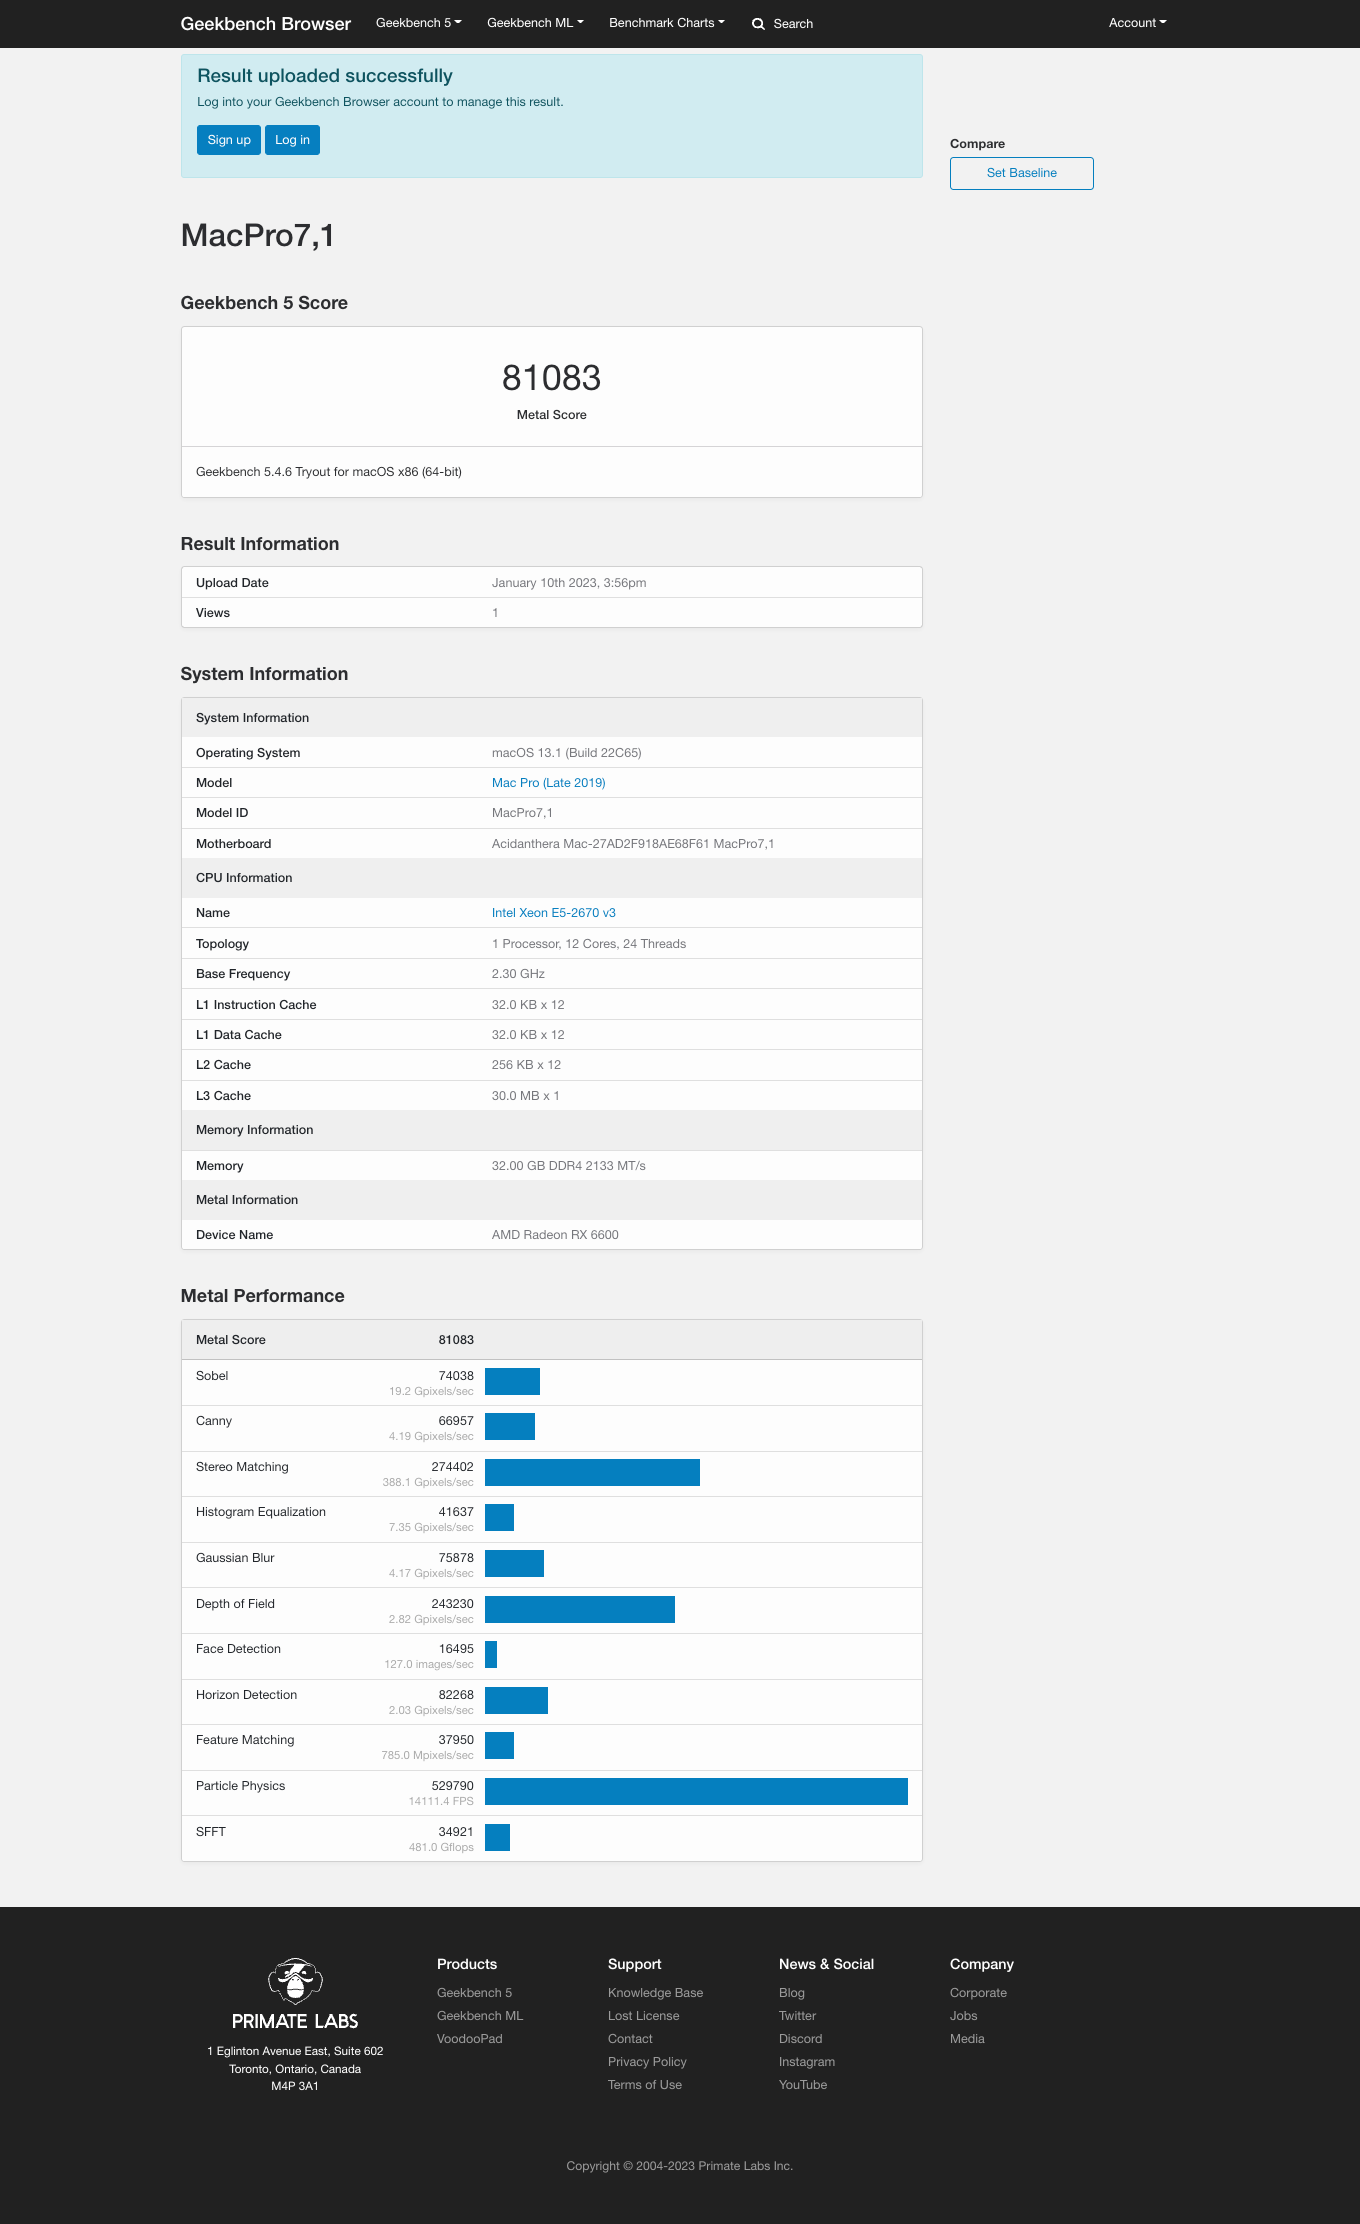 Geekbench Browser Geekbench 5 Geekbench ML Benchmark Charts Search Account
Result uploaded successfully
Log into your Geekbench Browser account to manage this result.
Sign up Log in
Compare
Set Baseline
MacPro7,1
Geekbench 5 Score
81083
Metal Score
Geekbench 5.4.6 Tryout for macOS x86 (64-bit)
Result Information
Upload Date January 10th 2023, 3:56pm
Views 1
System Information
System Information
Operating System macOS 13.1 (Build 22C65)
Model Mac Pro (Late 2019)
Model ID MacPro7,1
Motherboard Acidanthera Mac-27AD2F918AE68F61 MacPro7,1
CPU Information
Name Intel Xeon E5-2670 v3
Topology 1 Processor, 12 Cores, 24 Threads
Base Frequency 2.30 GHz
L1 Instruction Cache 32.0 KB x 12
L1 Data Cache 32.0 KB x 12
L2 Cache 256 KB x 12
L3 Cache 30.0 MB x 1
Memory Information
Memory 32.00 GB DDR4 2133 MT/s
Metal Information
Device Name AMD Radeon RX 6600
Metal Performance
Metal Score 81083
Sobel 74038
19.2 Gpixels/sec
Canny 66957
4.19 Gpixels/sec
Stereo Matching 274402
388.1 Gpixels/sec
Histogram Equalization 41637
7.35 Gpixels/sec
Gaussian Blur 75878
4.17 Gpixels/sec
Depth of Field 243230
2.82 Gpixels/sec
Face Detection 16495
127.0 images/sec
Horizon Detection 82268
2.03 Gpixels/sec
Feature Matching 37950
785.0 Mpixels/sec
Particle Physics 529790
14111.4 FPS
SFFT 34921
481.0 Gflops
PRIMATE LABS
1 Eglinton Avenue East, Suite 602
Toronto, Ontario, Canada
M4P 3A1
Products
Geekbench 5
Geekbench ML
VoodooPad
Support
Knowledge Base
Lost License
Contact
Privacy Policy
Terms of Use
News & Social
Blog
Twitter
Discord
Instagram
YouTube
Company
Corporate
Jobs
Media
Copyright © 2004-2023 Primate Labs Inc.